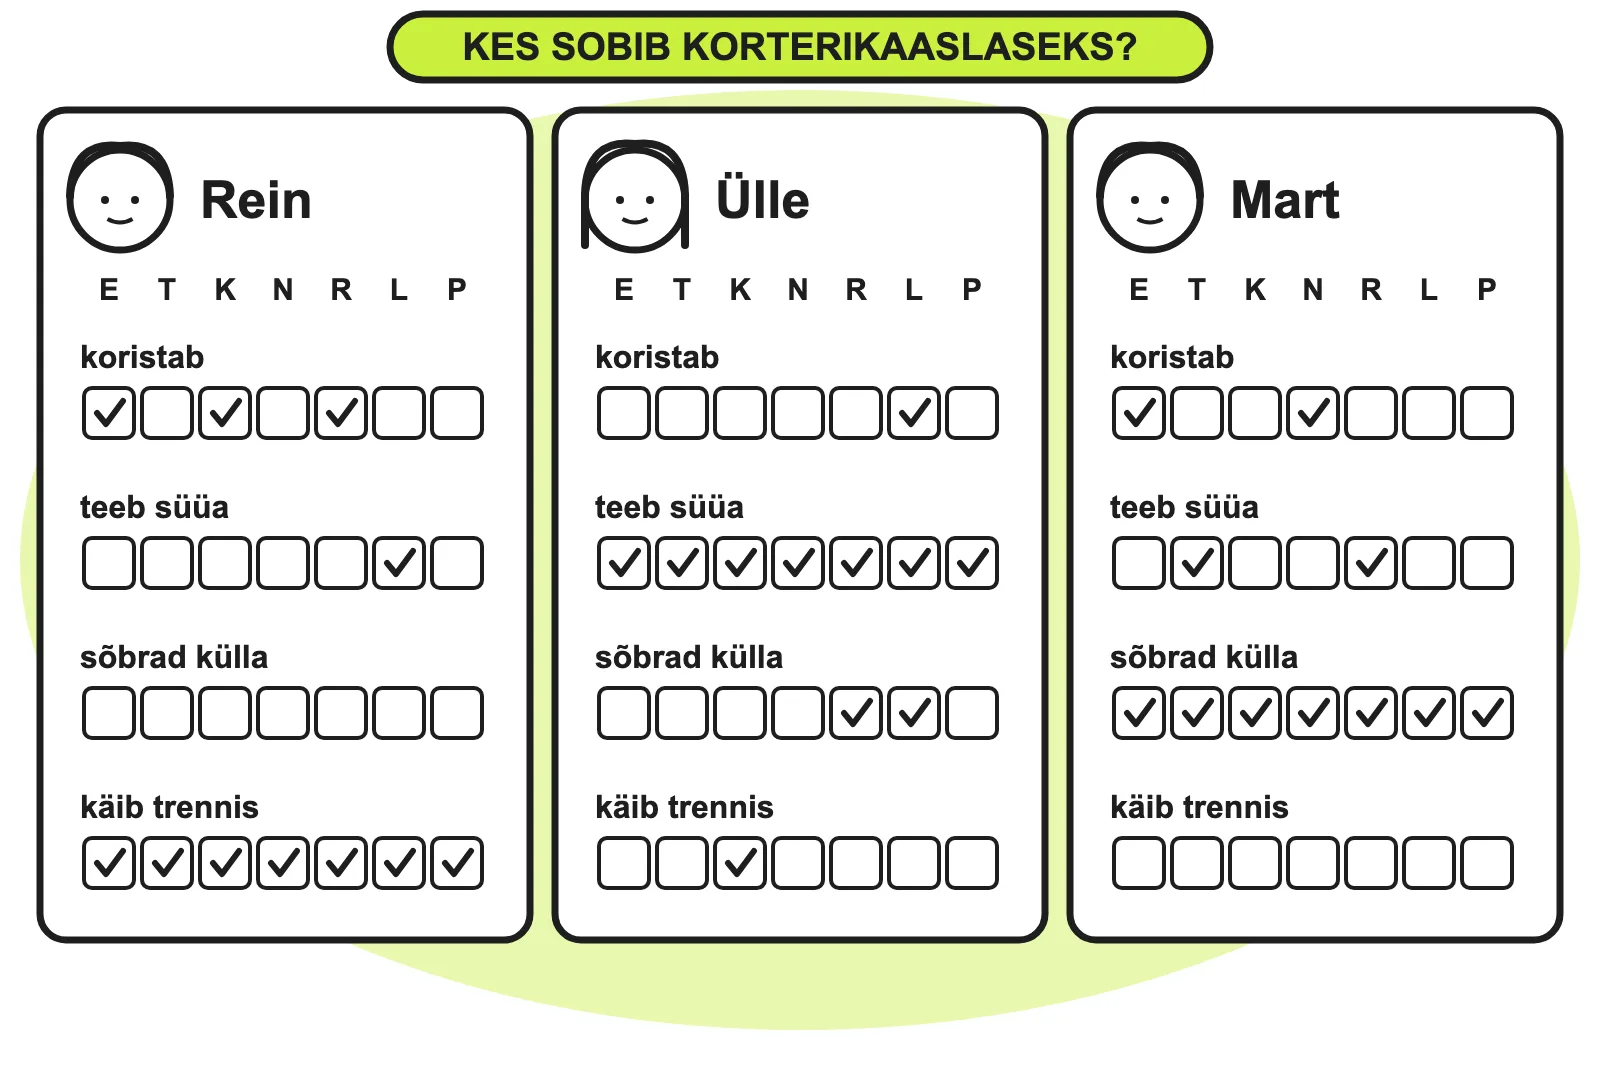 KES SOBIB KORTERIKAASLASEKS?
Rein
E T K N R L P
koristab
teeb süüa
sõbrad külla
käib trennis
Ülle
E T K N R L P
koristab
teeb süüa
sõbrad külla
käib trennis
Mart
E T K N R L P
koristab
teeb süüa
sõbrad külla
käib trennis